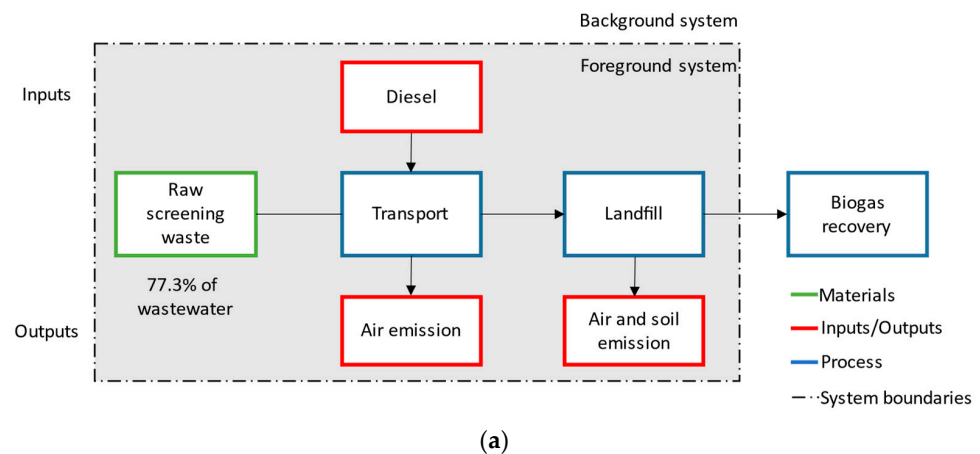 Background system
Foreground system
Inputs
Diesel
Raw
screening
waste
Transport
Landfill
Biogas
recovery
77.3% of
wastewater
Outputs
Air emission
Air and soil
emission
Materials
Inputs/Outputs
Process
System boundaries
(a)